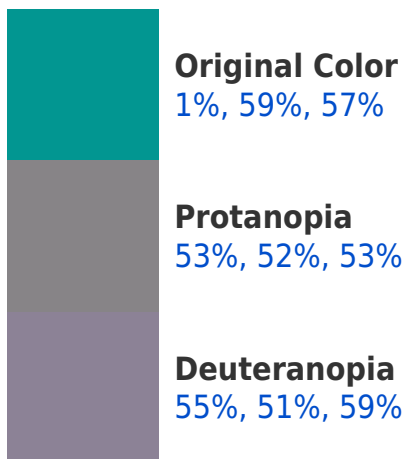 Original Color
1%, 59%, 57%
Protanopia
53%, 52%, 53%
Deuteranopia
55%, 51%, 59%